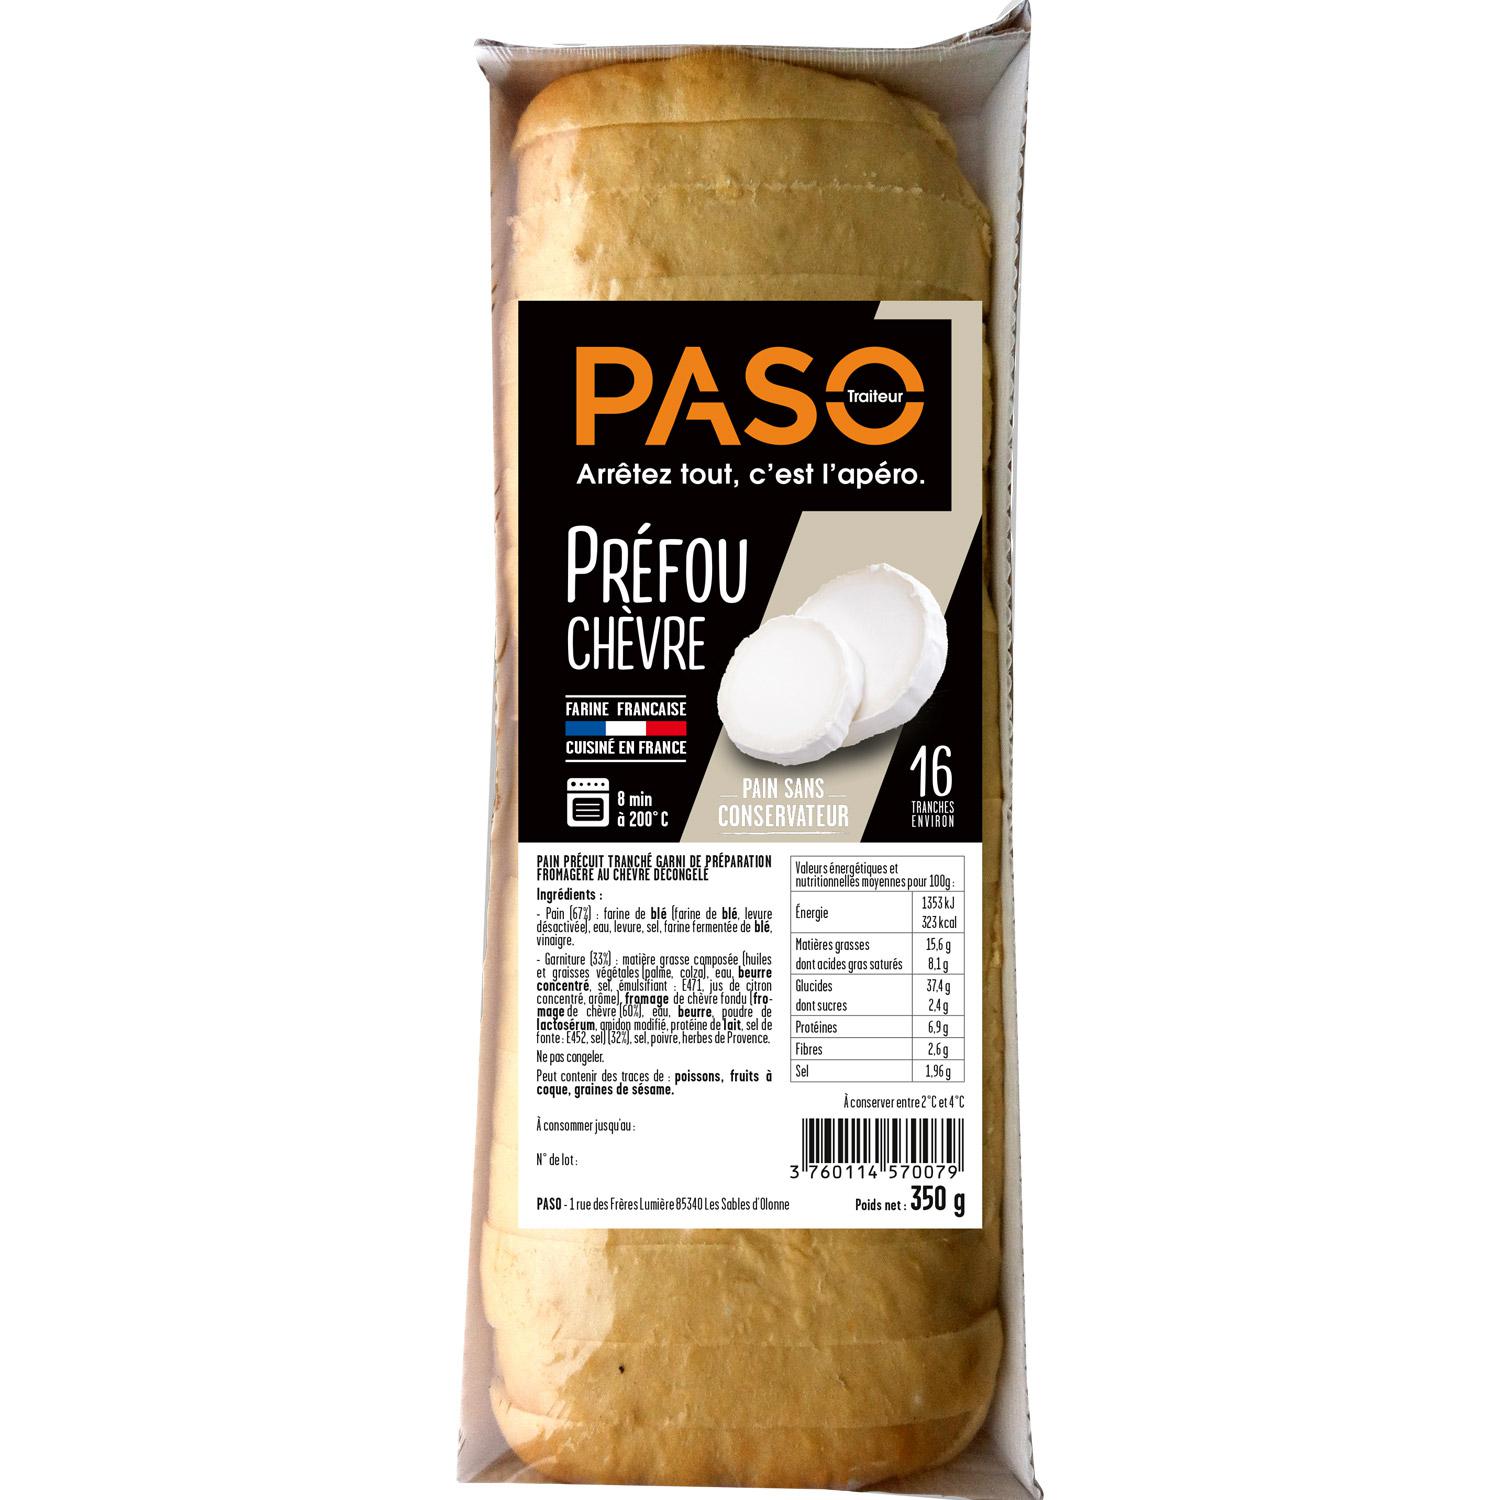 PASO
Traiteur
Arrêtez tout, c'est l'apéro.
PRÉFOU
CHÈVRE
FARINE FRANCAISE
CUISINÉ EN FRANCE
8 min
à 200°C
PAIN SANS
CONSERVATEUR
16
TRANCHES
ENVIRON
PAIN PRÉCUIT TRANCHÉ GARNI DE PRÉPARATION
FROMAGÈRE AU CHÈVRE DÉCONGELÉ
Ingrédients :
- Pain (67%) : farine de blé (farine de blé, levure
désactivée), eau, levure, sel, farine fermentée de blé,
vinaigre.
- Garniture (33%) : matière grasse composée (huiles
et graisses végétales (palme, colza), eau, beurre
concentré, sel, émulsifiant : E471, jus de citron
concentré, arôme), fromage de chèvre fondu (fro-
mage de chèvre (60%), eau, beurre, poudre de
lactosérum, amidon modifié, protéine de lait, sel de
fonte : E452, sel) (32%), sel, poivre, herbes de Provence.
Ne pas congeler.
Peut contenir des traces de : poissons, fruits à
coque, graines de sésame.
À consommer jusqu'au :
N° de lot :
PASO - 1 rue des Frères Lumière 85340 Les Sables d'Olonne
Valeurs énergétiques et
nutritionnelles moyennes pour 100g :
Énergie 1353 kJ
323 kcal
Matières grasses 15,6 g
dont acides gras saturés 8,1 g
Glucides 37,4 g
dont sucres 2,4 g
Protéines 6,9 g
Fibres 2,6 g
Sel 1,96 g
À conserver entre 2°C et 4°C
3 760114 570079
Poids net : 350 g